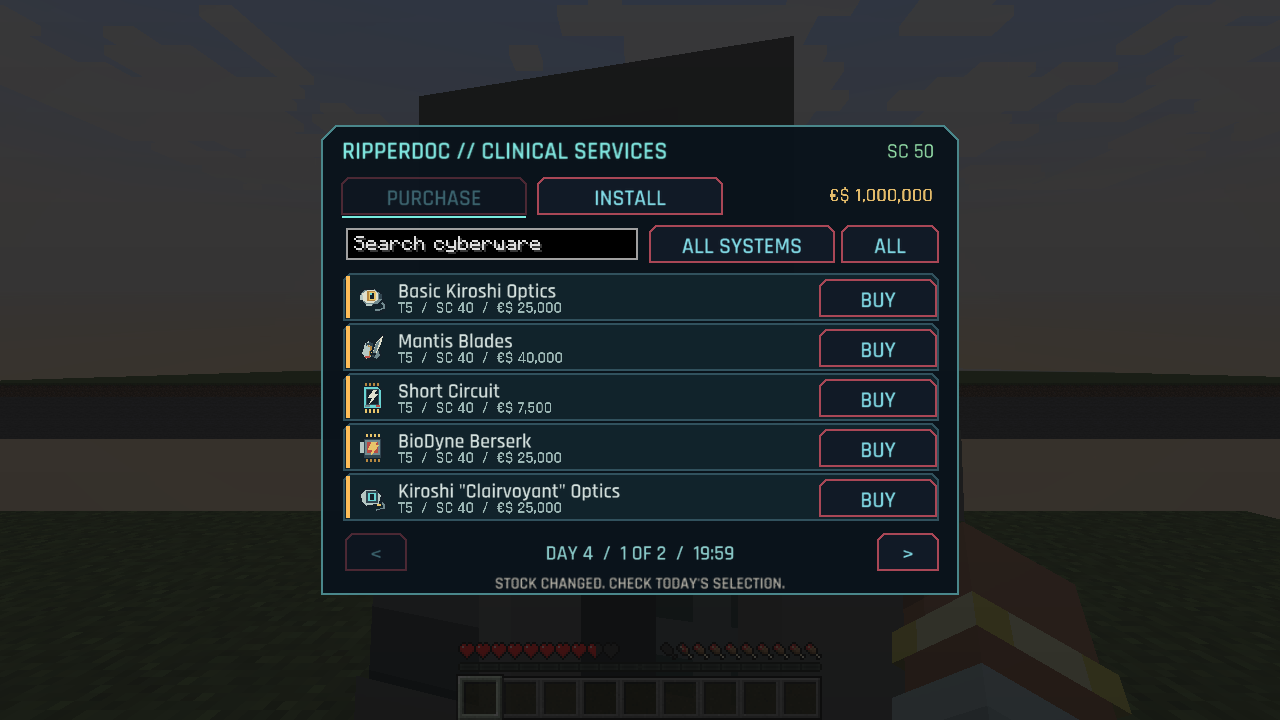 RIPPERDOC // CLINICAL SERVICES
SC 50
PURCHASE
INSTALL
€$ 1,000,000
Search cyberware
ALL SYSTEMS
ALL
Basic Kiroshi Optics
T5 / SC 40 / €$ 25,000
BUY
Mantis Blades
T5 / SC 40 / €$ 40,000
BUY
Short Circuit
T5 / SC 40 / €$ 7,500
BUY
BioDyne Berserk
T5 / SC 40 / €$ 25,000
BUY
Kiroshi "Clairvoyant" Optics
T5 / SC 40 / €$ 25,000
BUY
<
DAY 4 / 1 OF 2 / 19:59
>
STOCK CHANGED. CHECK TODAY'S SELECTION.